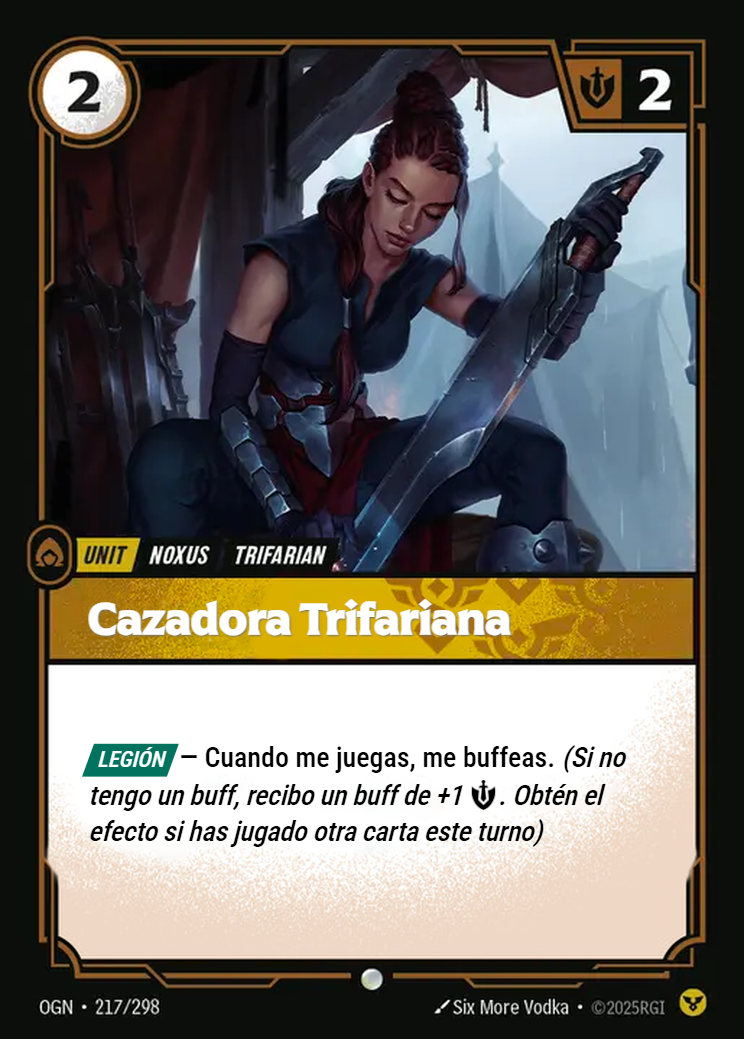 2
2
UNIT NOXUS TRIFARIAN
Cazadora Trifariana
LEGIÓN — Cuando me juegas, me buffeas. (Si no
tengo un buff, recibo un buff de +1 . Obtén el
efecto si has jugado otra carta este turno)
OGN • 217/298
Six More Vodka • ©2025RGI